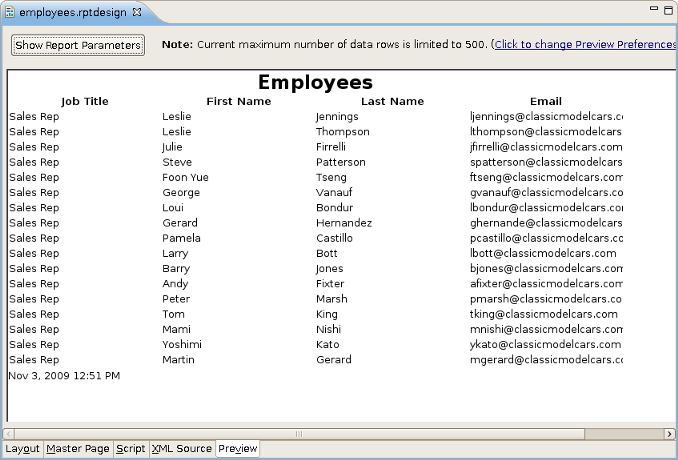 employees.rptdesign
Show Report Parameters Note: Current maximum number of data rows is limited to 500. (Click to change Preview Preferences
Employees
Job Title First Name Last Name Email
Sales Rep Leslie Jennings ljennings@classicmodelcars.c
Sales Rep Leslie Thompson lthompson@classicmodelcars
Sales Rep Julie Firrelli jfirrelli@classicmodelcars.com
Sales Rep Steve Patterson spatterson@classicmodelcars
Sales Rep Foon Yue Tseng ftseng@classicmodelcars.com
Sales Rep George Vanauf gvanauf@classicmodelcars.co
Sales Rep Loui Bondur lbondur@classicmodelcars.co
Sales Rep Gerard Hernandez ghernande@classicmodelcars
Sales Rep Pamela Castillo pcastillo@classicmodelcars.co
Sales Rep Larry Bott lbott@classicmodelcars.com
Sales Rep Barry Jones bjones@classicmodelcars.com
Sales Rep Andy Fixter afixter@classicmodelcars.com
Sales Rep Peter Marsh pmarsh@classicmodelcars.co
Sales Rep Tom King tking@classicmodelcars.com
Sales Rep Mami Nishi mnishi@classicmodelcars.com
Sales Rep Yoshimi Kato ykato@classicmodelcars.com
Sales Rep Martin Gerard mgerard@classicmodelcars.c
Nov 3, 2009 12:51 PM
Layout Master Page Script XML Source Preview